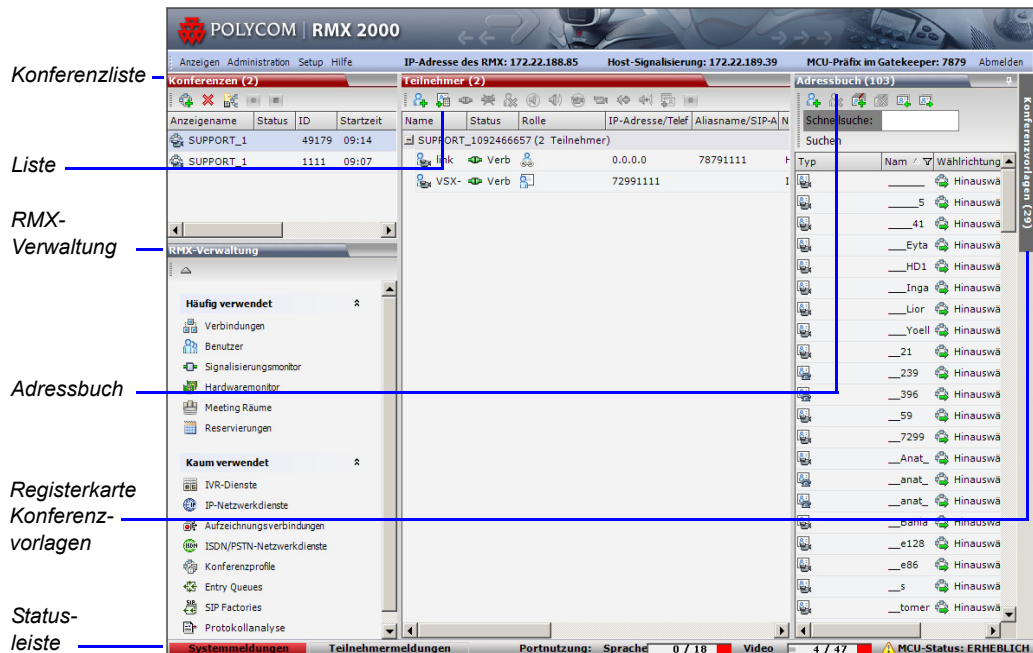 POLYCOM | RMX 2000
Anzeigen Administration Setup Hilfe
IP-Adresse des RMX: 172.22.188.85
Host-Signalisierung: 172.22.189.39
MCU-Präfix im Gatekeeper: 7879
Abmelden
Konferenzliste
Konferenzen (2)
Anzeigename Status ID Startzeit
SUPPORT_1 49179 09:14
SUPPORT_1 1111 09:07
Liste
Teilnehmer (2)
Name Status Rolle IP-Adresse/Telef Aliasname/SIP-A N
SUPPORT_1092466657 (2 Teilnehmer)
link Verb 0.0.0.0 78791111 H
VSX- Verb 72991111 I
Adressbuch (103)
Schnellsuche:
Suchen
Typ Nam Wählrichtung
______ Hinauswä
_____5 Hinauswä
____41 Hinauswä
___Eyta Hinauswä
___HD1 Hinauswä
___Inga Hinauswä
___Lior Hinauswä
___Yoell Hinauswä
__21 Hinauswä
__239 Hinauswä
__396 Hinauswä
__59 Hinauswä
__7299 Hinauswä
__Anat_ Hinauswä
__anat_ Hinauswä
__anat_ Hinauswä
__Bahia Hinauswä
__e128 Hinauswä
__e86 Hinauswä
__s Hinauswä
__tomer Hinauswä
Konferenzvorlagen (29)
RMX-
Verwaltung
RMX-Verwaltung
Häufig verwendet
Verbindungen
Benutzer
Signalisierungsmonitor
Hardwaremonitor
Meeting Räume
Reservierungen
Adressbuch
Kaum verwendet
IVR-Dienste
IP-Netzwerkdienste
Aufzeichnungsverbindungen
ISDN/PSTN-Netzwerkdienste
Konferenzprofile
Entry Queues
SIP Factories
Protokollanalyse
Registerkarte
Konferenz-
vorlagen
Status-
leiste
Systemmeldungen
Teilnehmermeldungen
Portnutzung: Sprache 0 / 18 Video 4 / 47
MCU-Status: ERHEBLICH